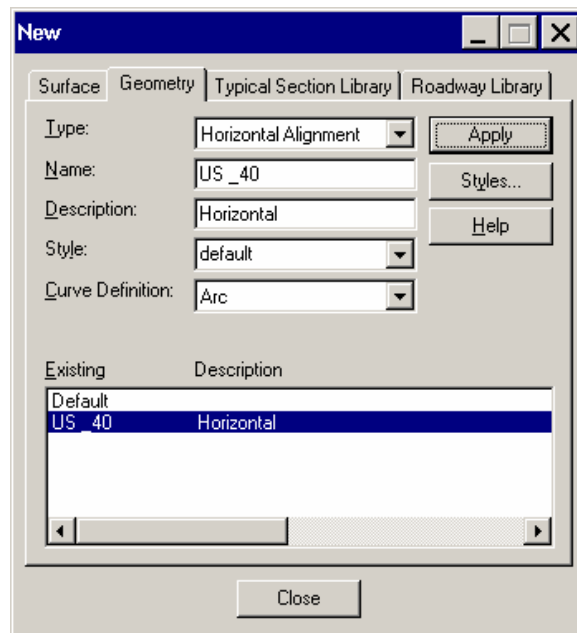 New
Surface Geometry Typical Section Library Roadway Library
Type: Horizontal Alignment Apply
Name: US _40 Styles...
Description: Horizontal Help
Style: default
Curve Definition: Arc
Existing Description
Default
US _40 Horizontal
Close